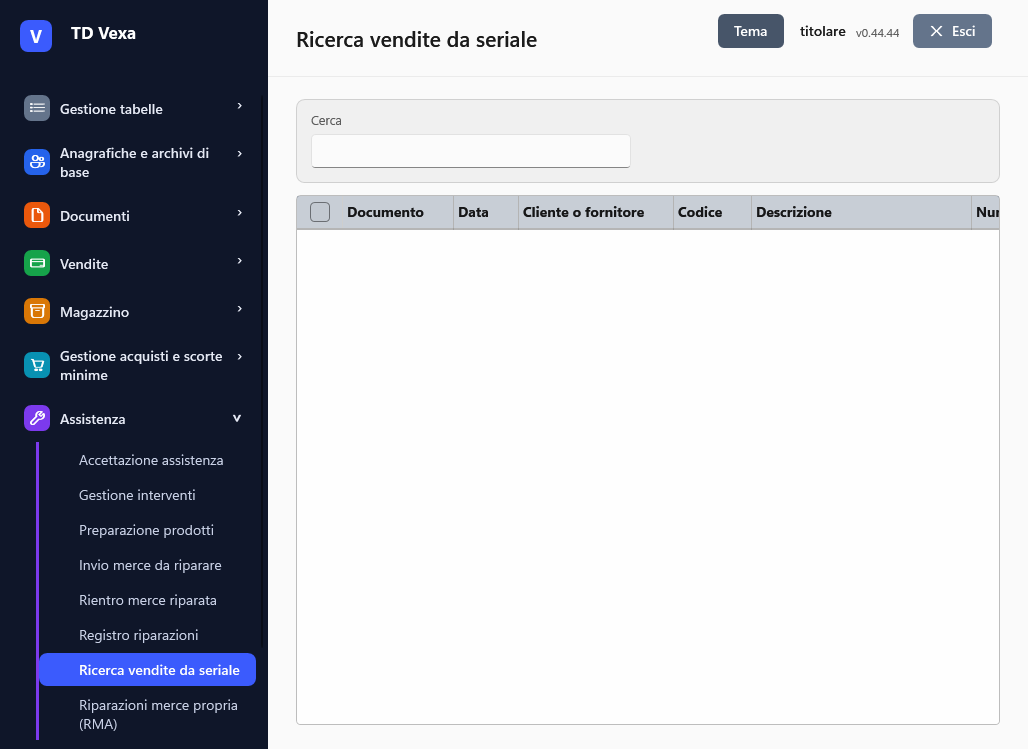 V
TD Vexa
Gestione tabelle
Anagrafiche e archivi di
base
Documenti
Vendite
Magazzino
Gestione acquisti e scorte
minime
Assistenza
Accettazione assistenza
Gestione interventi
Preparazione prodotti
Invio merce da riparare
Rientro merce riparata
Registro riparazioni
Ricerca vendite da seriale
Riparazioni merce propria
(RMA)
Ricerca vendite da seriale
Tema
titolare
v0.44.44
Esci
Cerca
Documento
Data
Cliente o fornitore
Codice
Descrizione